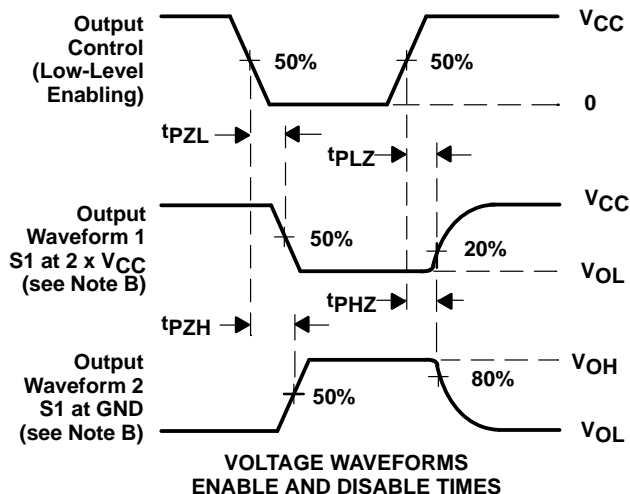 Output
Control
(Low-Level
Enabling)
50%
50%
VCC
0
tPZL
tPLZ
Output
Waveform 1
S1 at 2 x VCC
(see Note B)
50%
20%
VCC
VOL
tPZH
tPHZ
Output
Waveform 2
S1 at GND
(see Note B)
50%
80%
VOH
VOL
VOLTAGE WAVEFORMS
ENABLE AND DISABLE TIMES